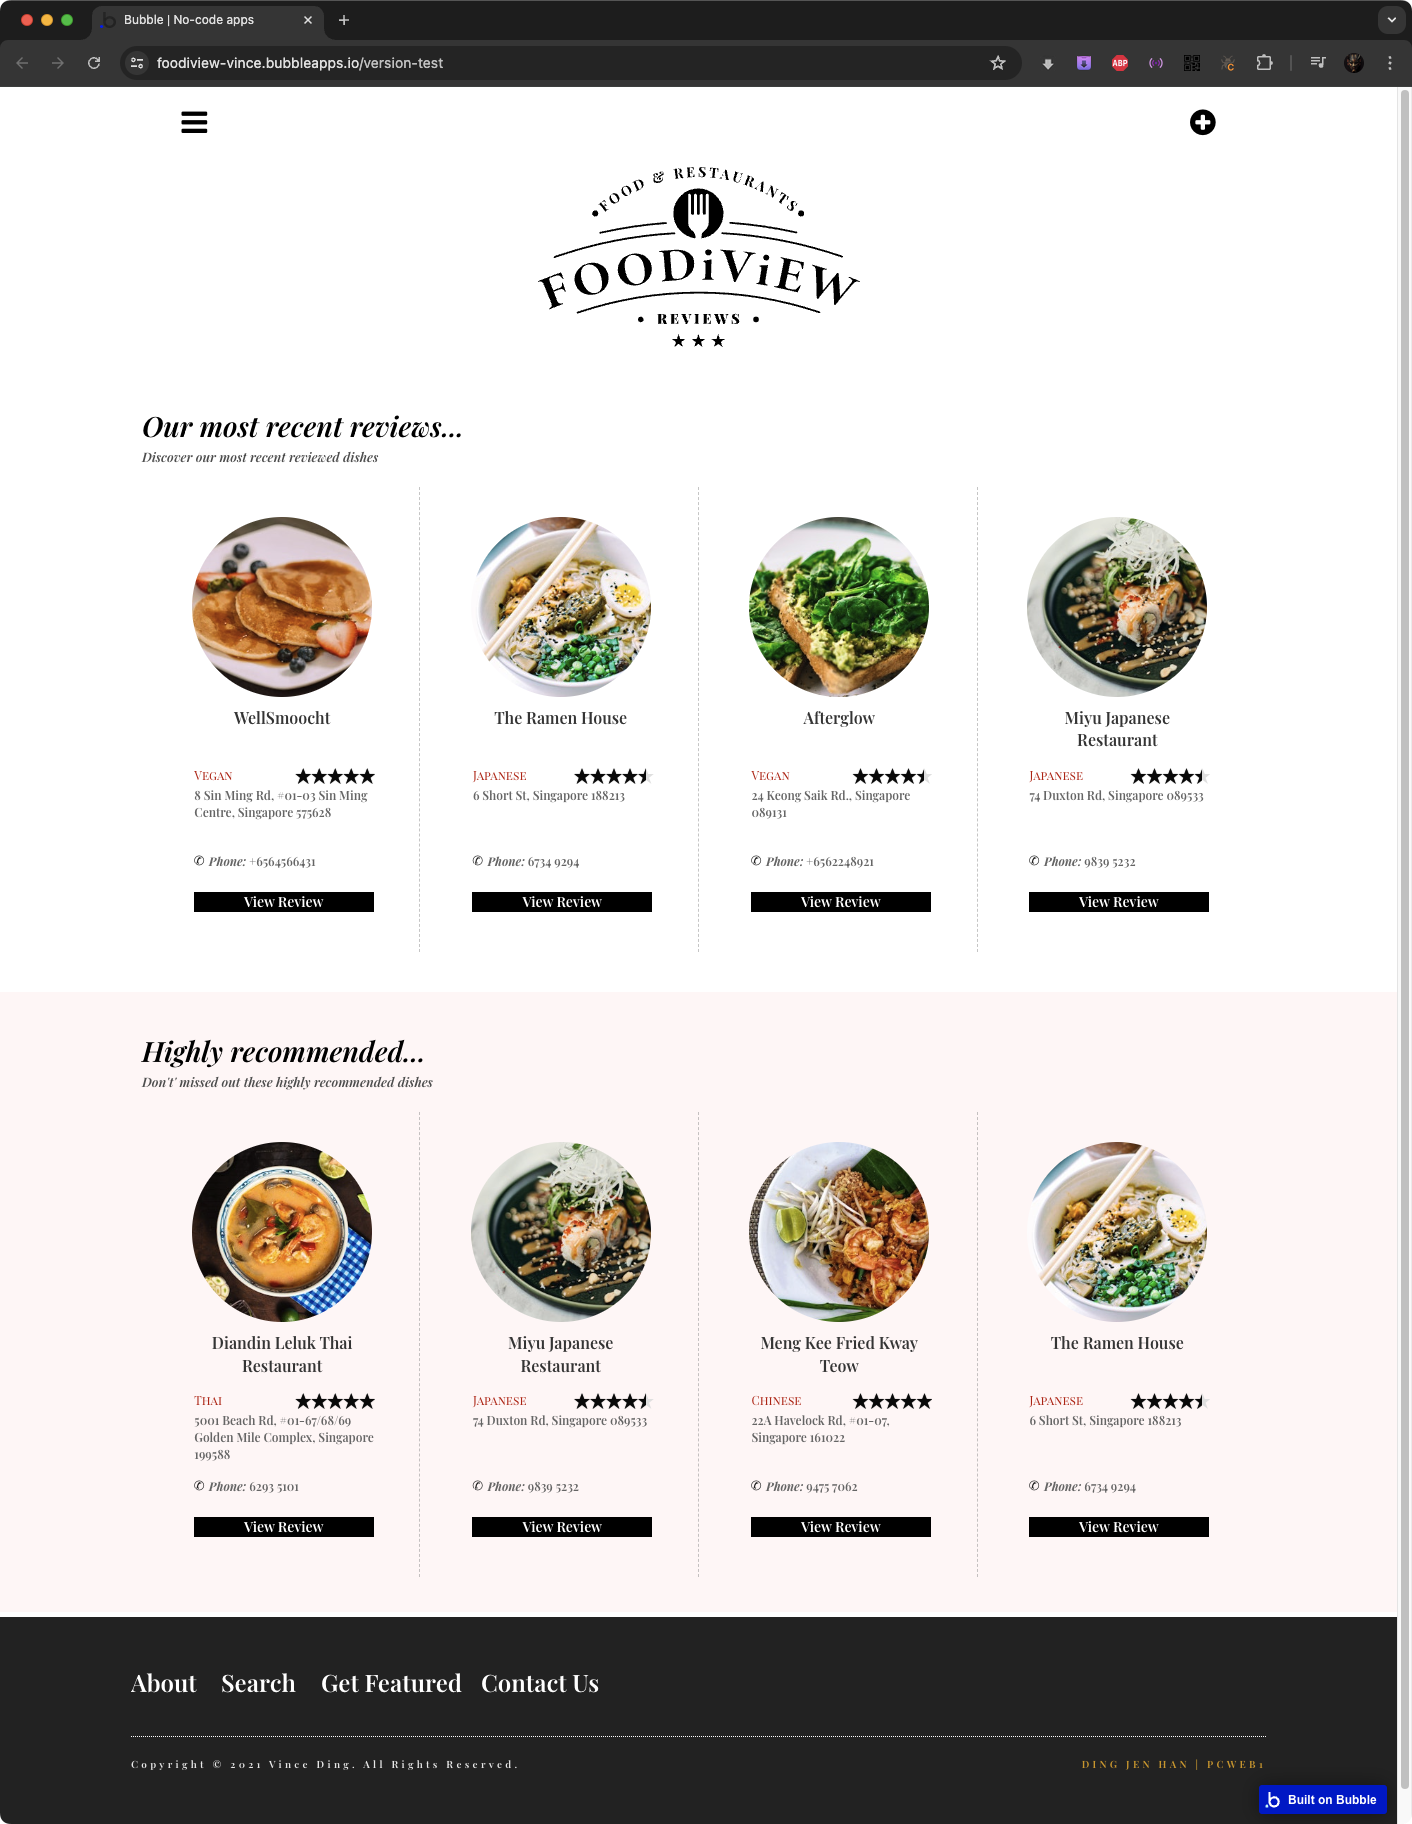 Bubble | No-code apps
foodiview-vince.bubbleapps.io/version-test
ABP
C
FOOD & RESTAURANTS
FOODiViEW
REVIEWS
Our most recent reviews...
Discover our most recent reviewed dishes
WellSmoocht
The Ramen House
Afterglow
Miyu Japanese
Restaurant
VEGAN
JAPANESE
VEGAN
JAPANESE
8 Sin Ming Rd, #01-03 Sin Ming
Centre, Singapore 575628
6 Short St, Singapore 188213
24 Keong Saik Rd., Singapore
089131
74 Duxton Rd, Singapore 089533
✆ Phone: +6564566431
✆ Phone: 6734 9294
✆ Phone: +6562248921
✆ Phone: 9839 5232
View Review
View Review
View Review
View Review
Highly recommended...
Don't' missed out these highly recommended dishes
Diandin Leluk Thai
Restaurant
Miyu Japanese
Restaurant
Meng Kee Fried Kway
Teow
The Ramen House
THAI
JAPANESE
CHINESE
JAPANESE
5001 Beach Rd, #01-67/68/69
Golden Mile Complex, Singapore
199588
74 Duxton Rd, Singapore 089533
22A Havelock Rd, #01-07,
Singapore 161022
6 Short St, Singapore 188213
✆ Phone: 6293 5101
✆ Phone: 9839 5232
✆ Phone: 9475 7062
✆ Phone: 6734 9294
View Review
View Review
View Review
View Review
About Search Get Featured Contact Us
Copyright © 2021 Vince Ding. All Rights Reserved.
DING JEN HAN | PCWEB1
Built on Bubble